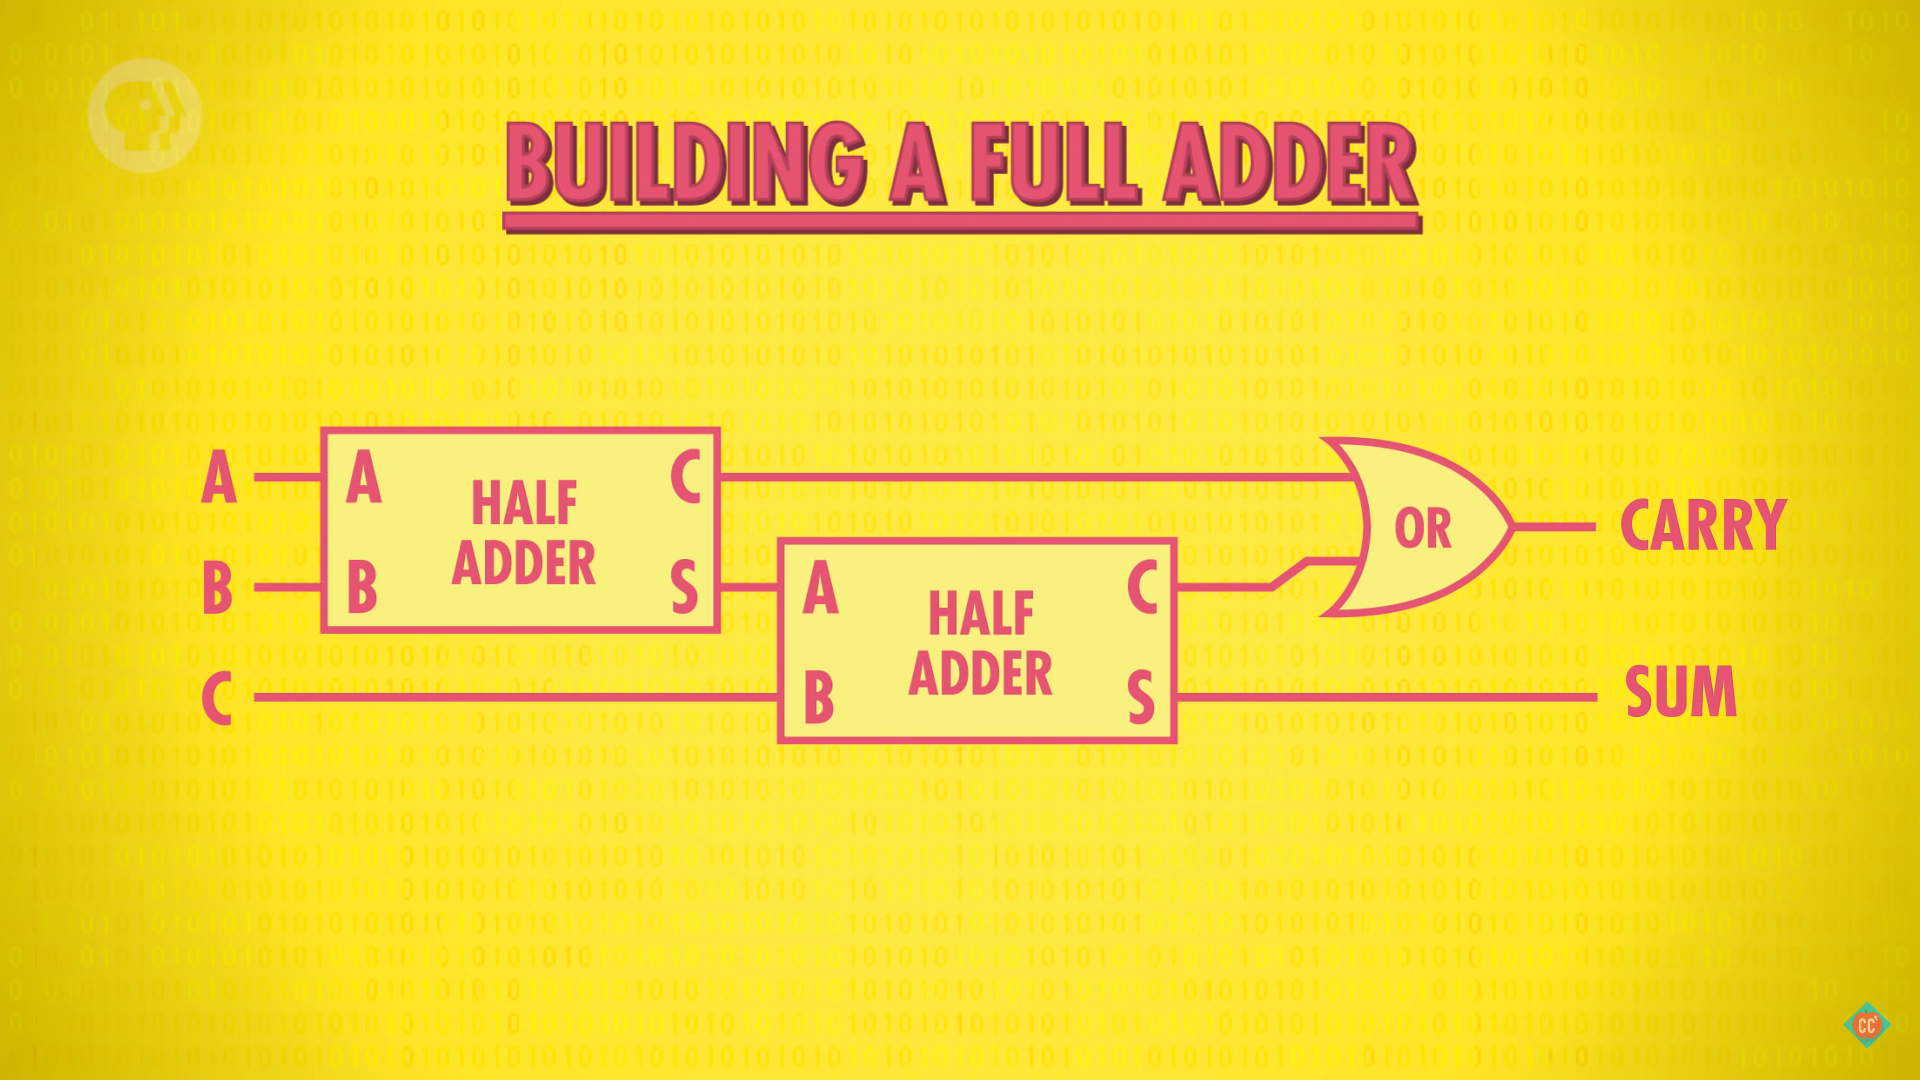 BUILDING A FULL ADDER
A
A
HALF
ADDER
C
B
B
S
C
A
HALF
ADDER
C
B
S
OR
CARRY
SUM
CC